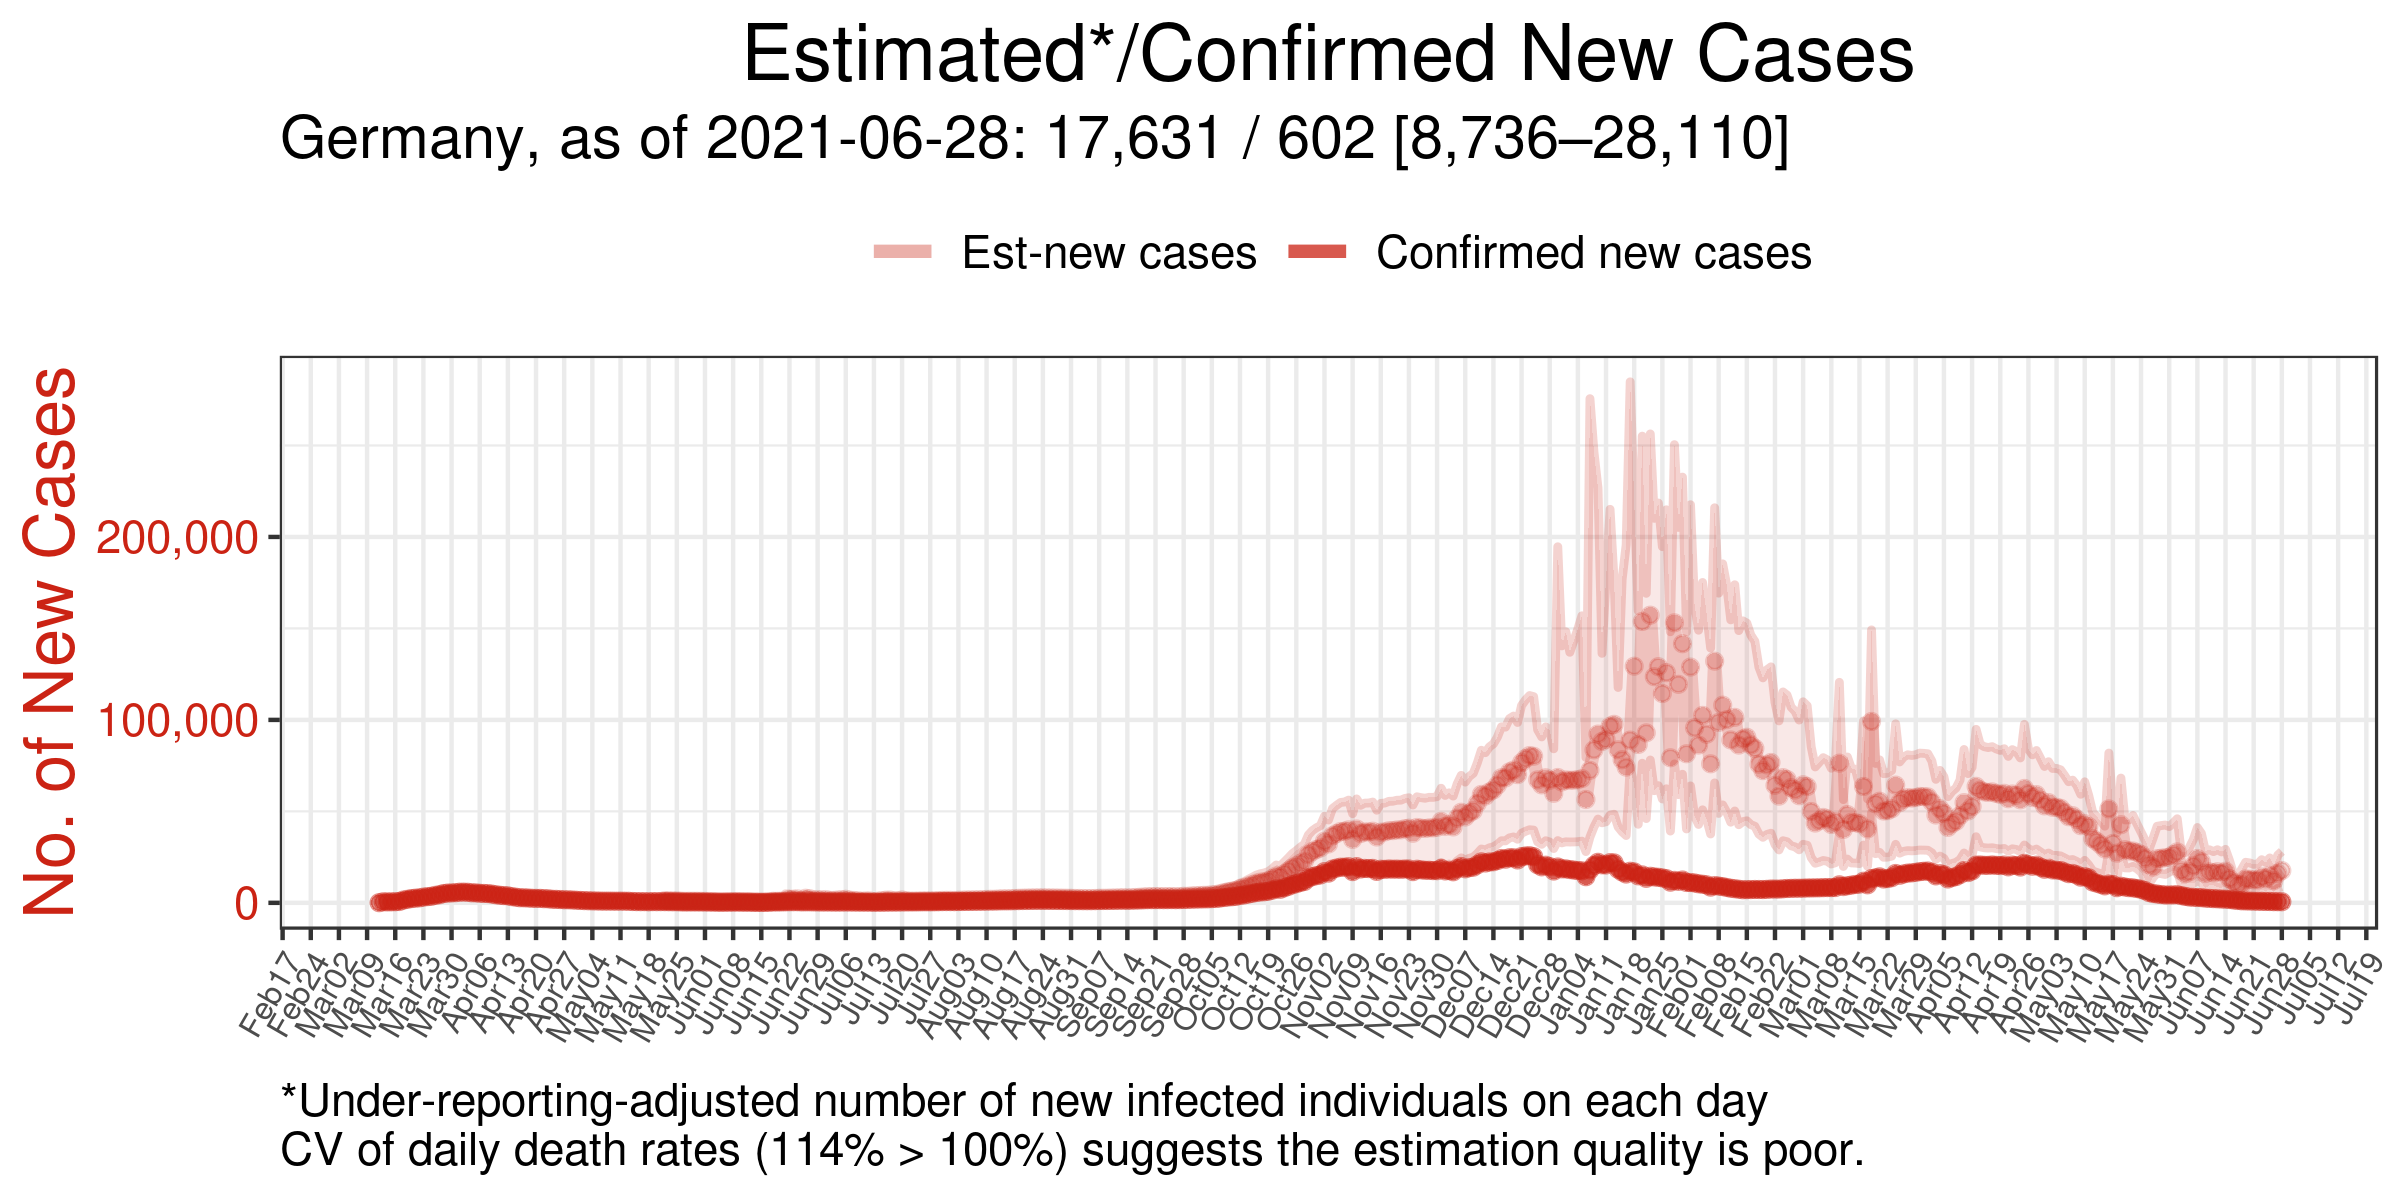 Estimated*/Confirmed New Cases
Germany, as of 2021-06-28: 17,631 / 602 [8,736–28,110]
Est-new cases
Confirmed new cases
No. of New Cases
200,000
100,000
0
Feb17
Feb24
Mar02
Mar09
Mar16
Mar23
Mar30
Apr06
Apr13
Apr20
Apr27
May04
May11
May18
May25
Jun01
Jun08
Jun15
Jun22
Jun29
Jul06
Jul13
Jul20
Jul27
Aug03
Aug10
Aug17
Aug24
Aug31
Sep07
Sep14
Sep21
Sep28
Oct05
Oct12
Oct19
Oct26
Nov02
Nov09
Nov16
Nov23
Nov30
Dec07
Dec14
Dec21
Dec28
Jan04
Jan11
Jan18
Jan25
Feb01
Feb08
Feb15
Feb22
Mar01
Mar08
Mar15
Mar22
Mar29
Apr05
Apr12
Apr19
Apr26
May03
May10
May17
May24
May31
Jun07
Jun14
Jun21
Jun28
Jul05
Jul12
Jul19
*Under-reporting-adjusted number of new infected individuals on each day
CV of daily death rates (114% > 100%) suggests the estimation quality is poor.